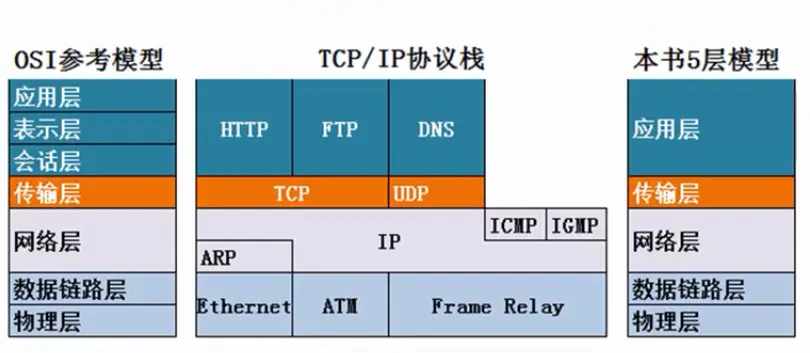 OSI参考模型
TCP/IP协议栈
本书5层模型
应用层
表示层
会话层
传输层
网络层
数据链路层
物理层
HTTP
FTP
DNS
TCP
UDP
ICMP
IGMP
IP
ARP
Ethernet
ATM
Frame Relay
应用层
传输层
网络层
数据链路层
物理层